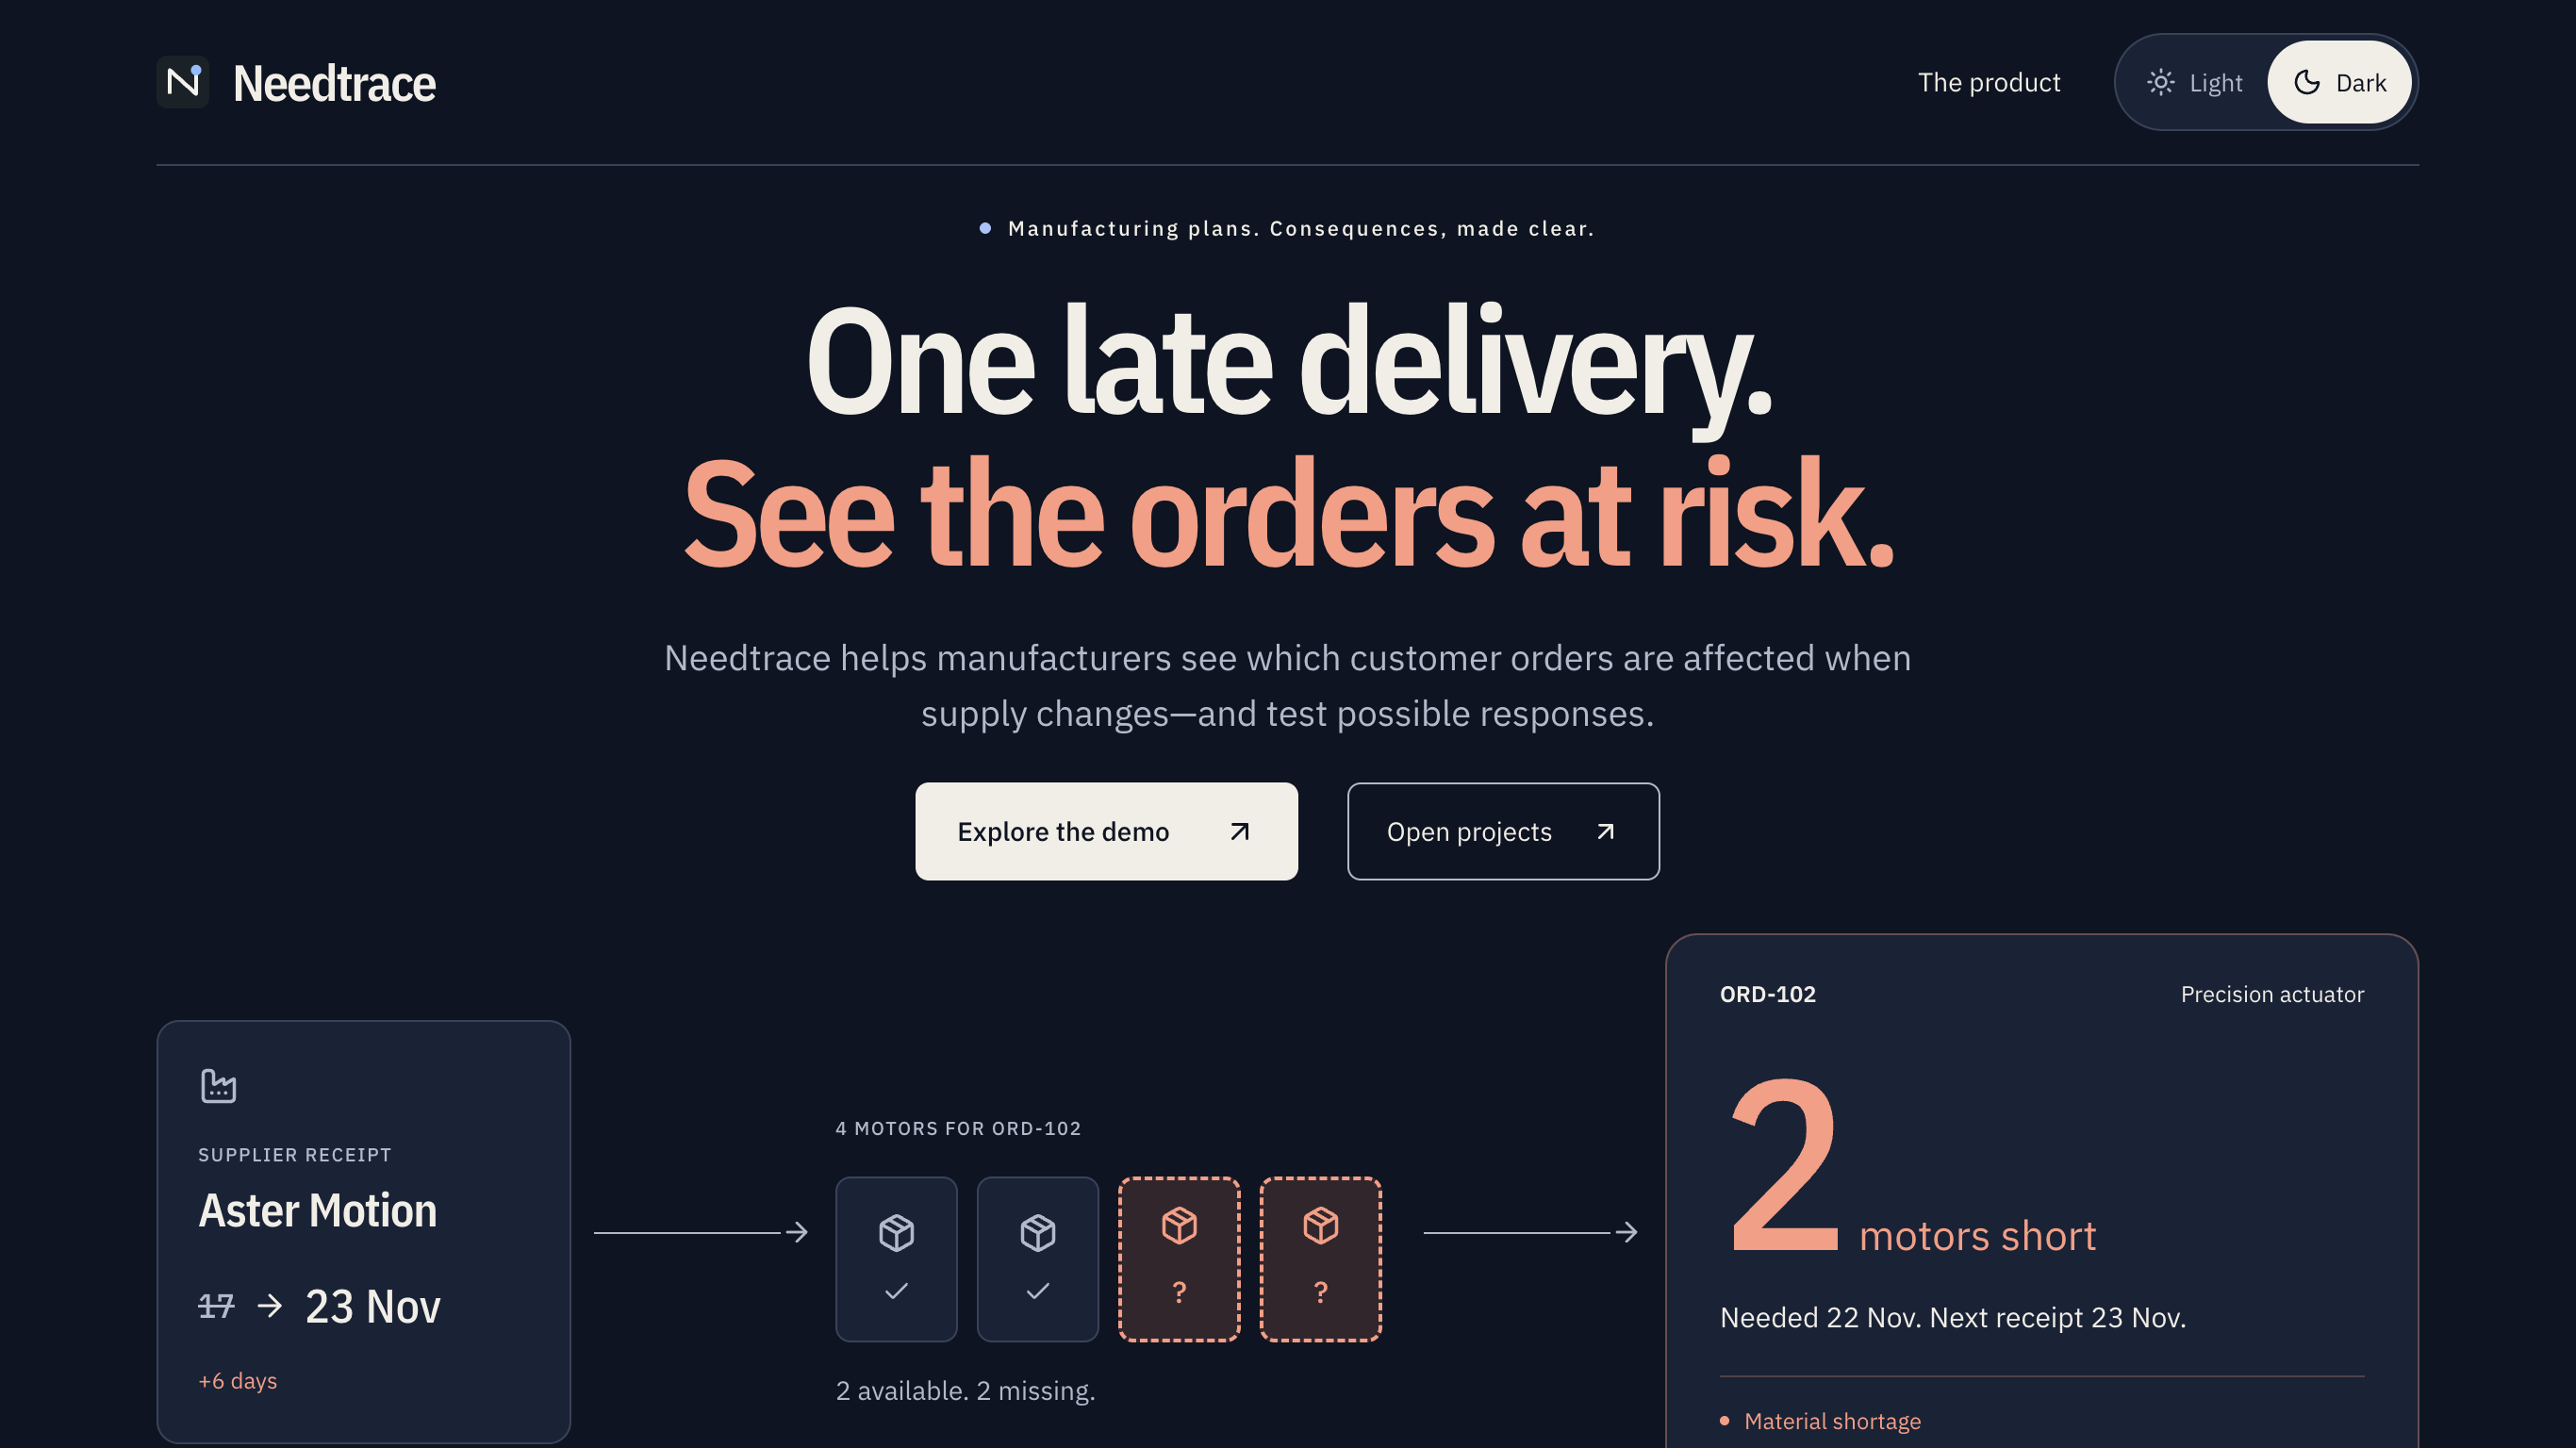 Needtrace
The product
Light
Dark
Manufacturing plans. Consequences, made clear.
One late delivery.
See the orders at risk.
Needtrace helps manufacturers see which customer orders are affected when
supply changes—and test possible responses.
Explore the demo
Open projects
SUPPLIER RECEIPT
Aster Motion
17 → 23 Nov
+6 days
4 MOTORS FOR ORD-102
? ?
2 available. 2 missing.
ORD-102
Precision actuator
2 motors short
Needed 22 Nov. Next receipt 23 Nov.
Material shortage